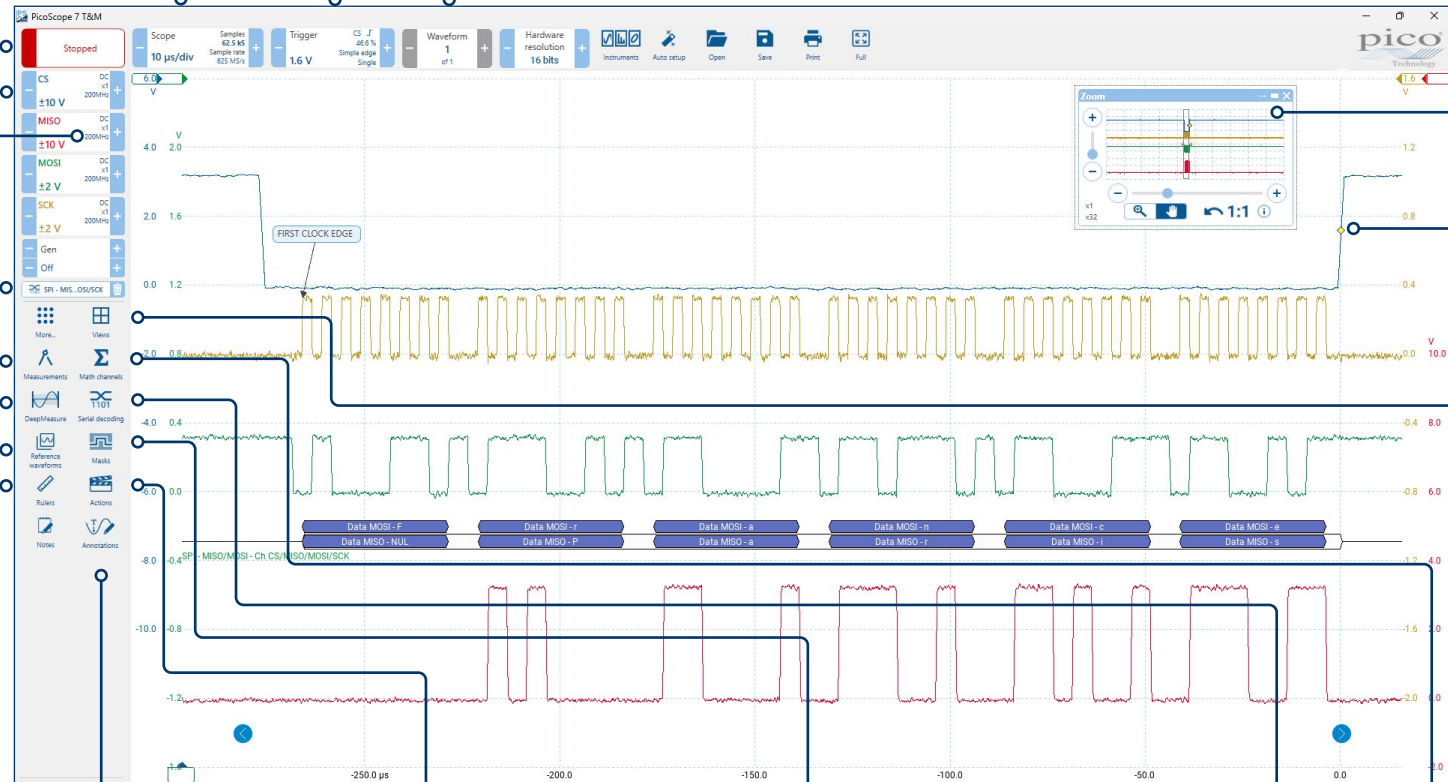 PicoScope 7 T&M
Stopped
Scope
10 µs/div
Samples
62.5 kS
Sample rate
625 MS/s
Trigger
1.6 V
CS
46.6 %
Simple edge
Single
Waveform
1
of 1
Hardware
resolution
16 bits
Instruments
Auto setup
Open
Save
Print
Full
pico
Technology
CS
±10 V
DC
x1
200MHz
MISO
±10 V
DC
x1
200MHz
MOSI
±2 V
DC
x1
200MHz
SCK
±2 V
DC
x1
200MHz
Gen
Off
SPI - MIS...OSI/SCK
More...
Views
Measurements
Math channels
DeepMeasure
1101
Serial decoding
Reference
waveforms
Masks
Rulers
Actions
Notes
Annotations
6.0
V
4.0
2.0
0.0
-2.0
-4.0
-6.0
-8.0
-10.0
V
2.0
1.6
1.2
0.8
0.4
0.0
-0.4
-0.8
-1.2
-1.6
Zoom
x1
x32
1:1
FIRST CLOCK EDGE
1.6
V
1.2
0.8
0.4
0.0
-0.4
-0.8
-1.2
-1.6
-2.0
V
10.0
8.0
6.0
4.0
2.0
0.0
-2.0
Data MOSI - F
Data MOSI - r
Data MOSI - a
Data MOSI - n
Data MOSI - c
Data MOSI - e
Data MISO - NUL
Data MISO - P
Data MISO - a
Data MISO - r
Data MISO - i
Data MISO - s
SPI - MISO/MOSI - Ch CS/MISO/MOSI/SCK
-250.0 µs
-200.0
-150.0
-100.0
-50.0
0.0